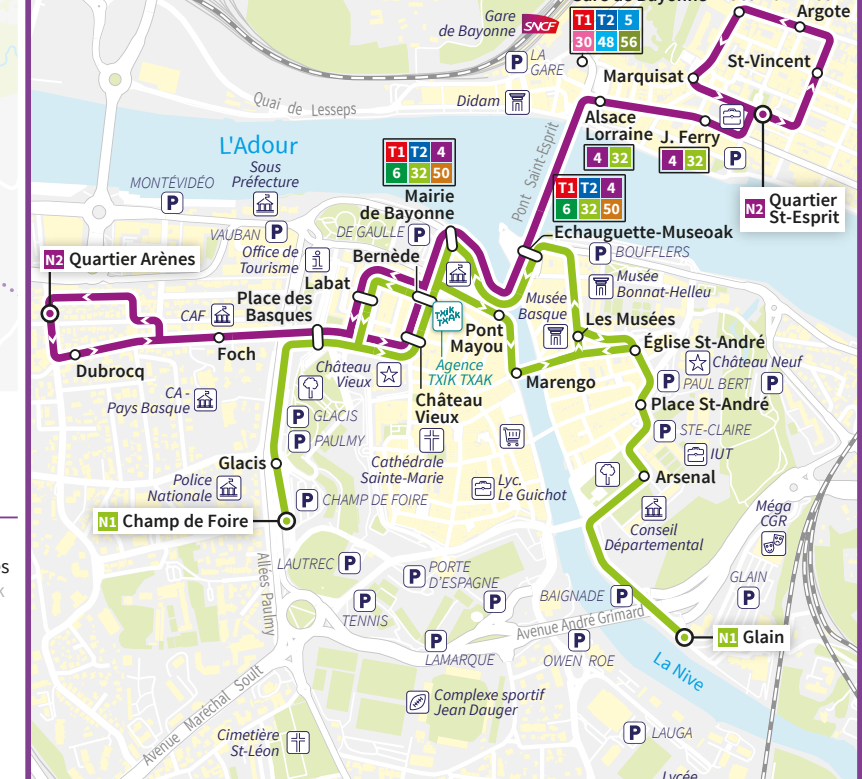 Gare de Bayonne
Argote
Gare
de Bayonne
SNCF
T1 T2 5
30 48 56
P LA
GARE
St-Vincent
Marquisat
Quai de Lesseps
Didam
Alsace
Lorraine
4 32
J. Ferry
4 32
P
Pont Saint-Esprit
L'Adour
Sous
Préfecture
T1 T2 4
6 32 50
Mairie
de Bayonne
MONTÉVIDÉO
P
T1 T2 4
6 32 50
N2 Quartier
St-Esprit
VAUBAN P
DE GAULLE P
Echauguette-Museoak
P BOUFFLERS
Office de
Tourisme
N2 Quartier Arènes
Bernède
Labat
Musée
Bonnat-Helleu
Place des
Basques
CAF
Musée
Basque
TXIK
TXAK
Les Musées
Pont
Mayou
Foch
Dubrocq
Agence
TXIK TXAK
Église St-André
Château
Vieux
Château Neuf
P PAUL BERT P
Marengo
CA -
Pays Basque
Château
Vieux
Place St-André
P GLACIS
P PAULMY
P STE-CLAIRE
IUT
Cathédrale
Sainte-Marie
Glacis
Police
Nationale
Arsenal
Lyc.
Le Guichot
P CHAMP DE FOIRE
Méga
CGR
N1 Champ de Foire
Conseil
Départemental
Allées Paulmy
LAUTREC P
PORTE
P D'ESPAGNE
GLAIN
P
P
TENNIS
P
BAIGNADE P
Avenue André Grimard
N1 Glain
P
LAMARQUE
P
OWEN ROE
La Nive
Avenue Maréchal Soult
Complexe sportif
Jean Dauger
Cimetière
St-Léon
P LAUGA
Lycée